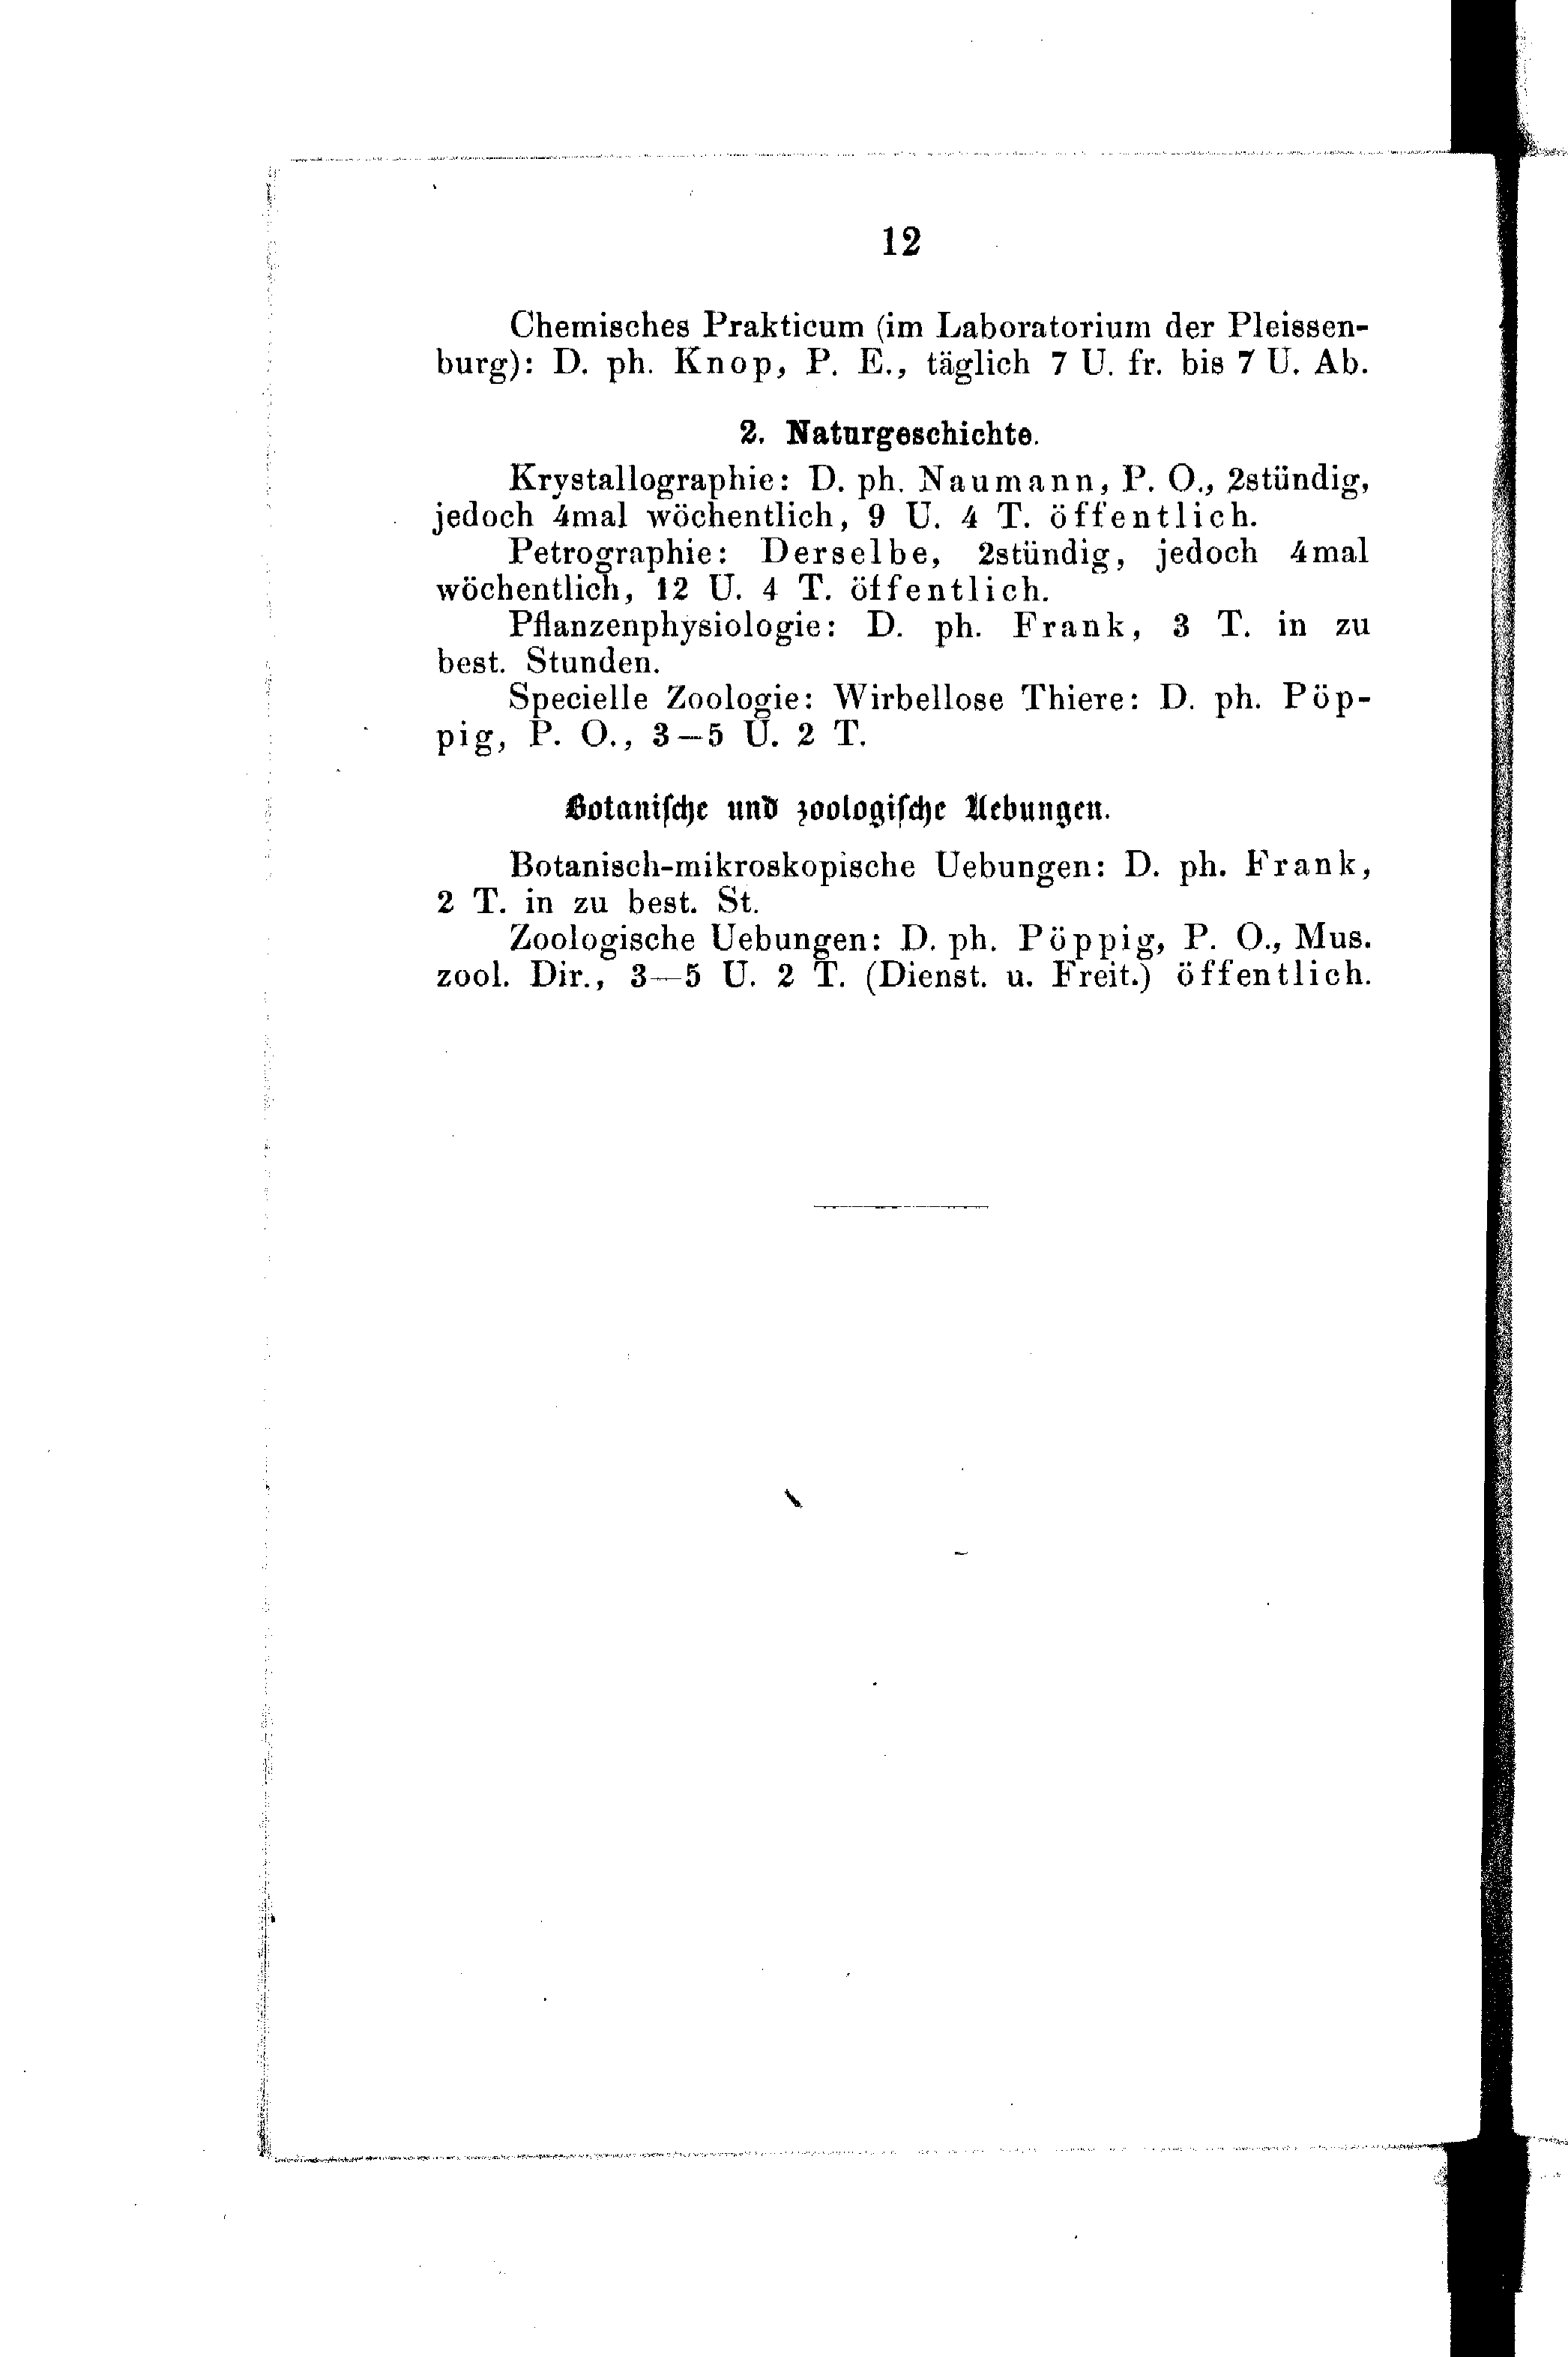 12
Chemisches Prakticum (im Laboratorium der Pleissen-
burg): D. ph. Knop, P. E., täglich 7 U. fr. bis 7 U. Ab.
2. Naturgeschichte.
Krystallographie: D. ph. Naumann, P. O., 2stündig,
jedoch 4mal wöchentlich, 9 U. 4 T. öffentlich.
Petrographie: Derselbe, 2stündig, jedoch 4mal
wöchentlich, 12 U. 4 T. öffentlich.
Pflanzenphysiologie: D. ph. Frank, 3 T. in zu
best. Stunden.
Specielle Zoologie: Wirbellose Thiere: D. ph. Pöp-
pig, P. O., 3–5 U. 2 T.
Botaniſche und zoologiſche Uebungen.
Botanisch-mikroskopische Uebungen: D. ph. Frank,
2 T. in zu best. St.
Zoologische Uebungen: D. ph. Pöppig, P. O., Mus.
zool. Dir., 3—5 U. 2 T. (Dienst. u. Freit.) öffentlich.